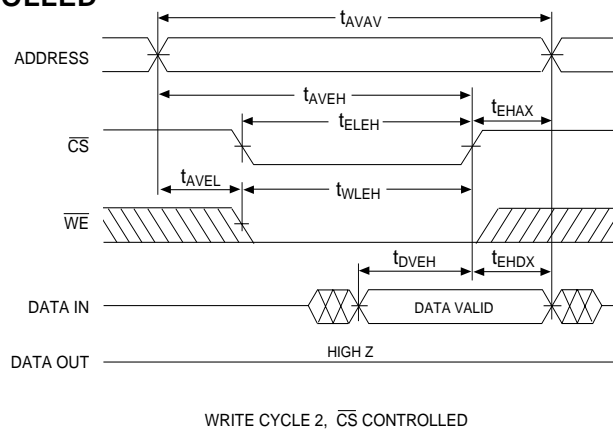 OLLED
tAVAV
ADDRESS
tAVEH
tELEH
tEHAX
CS
tAVEL
tWLEH
WE
tDVEH
tEHDX
DATA IN
DATA VALID
HIGH Z
DATA OUT
WRITE CYCLE 2, CS CONTROLLED